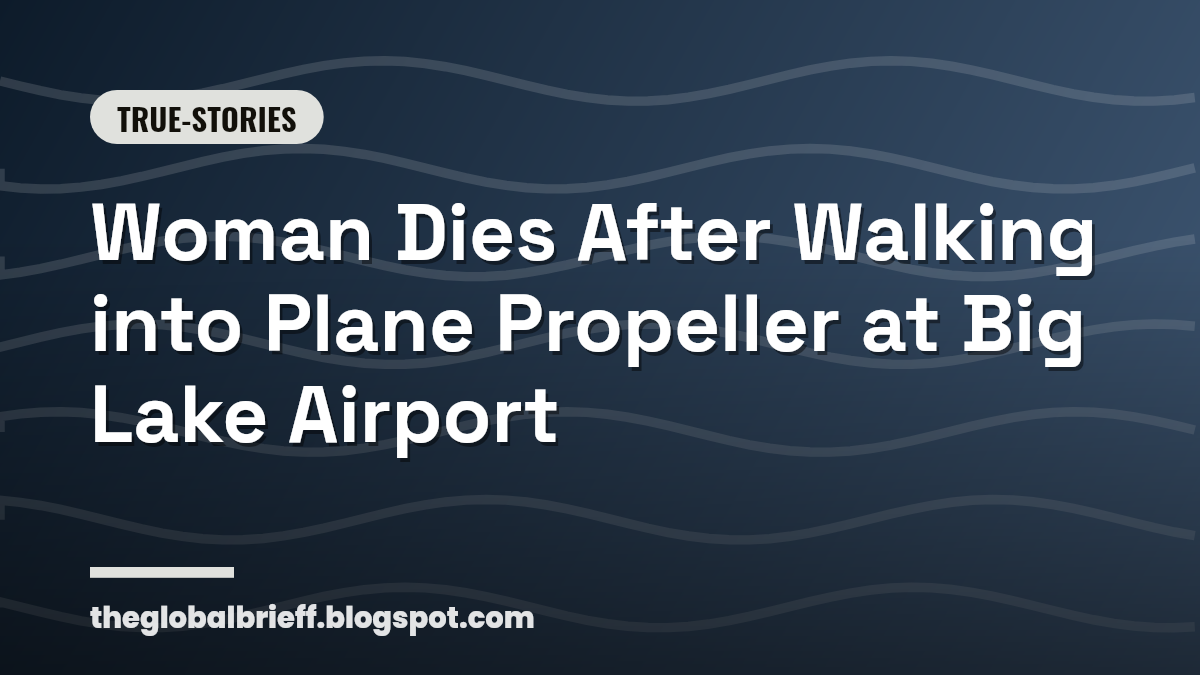 TRUE-STORIES
Woman Dies After Walking
into Plane Propeller at Big
Lake Airport
theglobalbrieff.blogspot.com